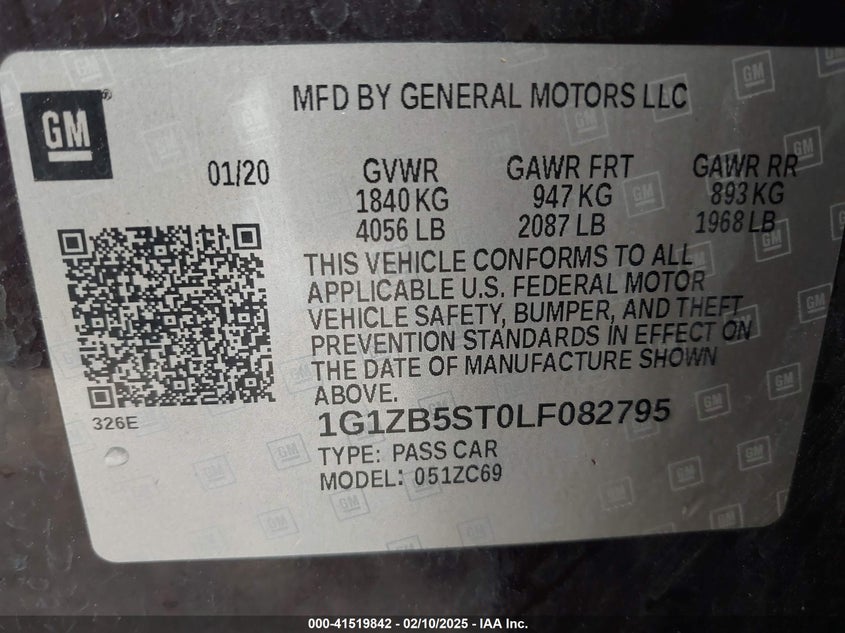 GM®
MFD BY GENERAL MOTORS LLC
01/20 GVWR GAWR FRT GAWR RR
1840 KG 947 KG 893 KG
4056 LB 2087 LB 1968 LB
THIS VEHICLE CONFORMS TO ALL
APPLICABLE U.S. FEDERAL MOTOR
VEHICLE SAFETY, BUMPER, AND THEFT
PREVENTION STANDARDS IN EFFECT ON
THE DATE OF MANUFACTURE SHOWN
ABOVE.
326E
1G1ZB5ST0LF082795
TYPE: PASS CAR
MODEL: 051ZC69
000-41519842 - 02/10/2025 - IAA Inc.